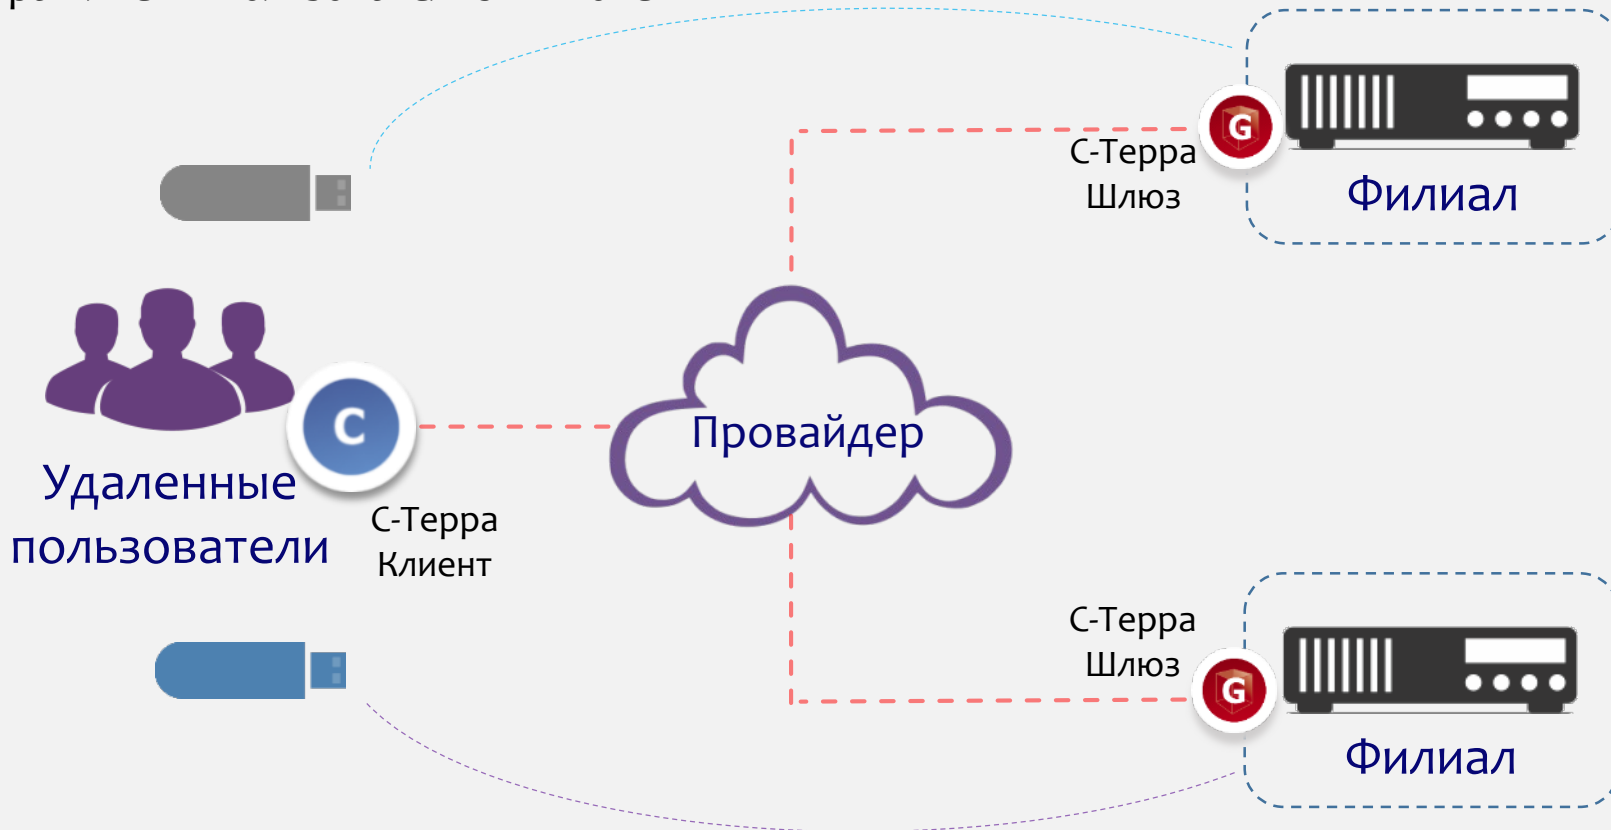 С-Терра
Шлюз
G
Филиал
C
Провайдер
Удаленные
пользователи
С-Терра
Клиент
С-Терра
Шлюз
G
Филиал